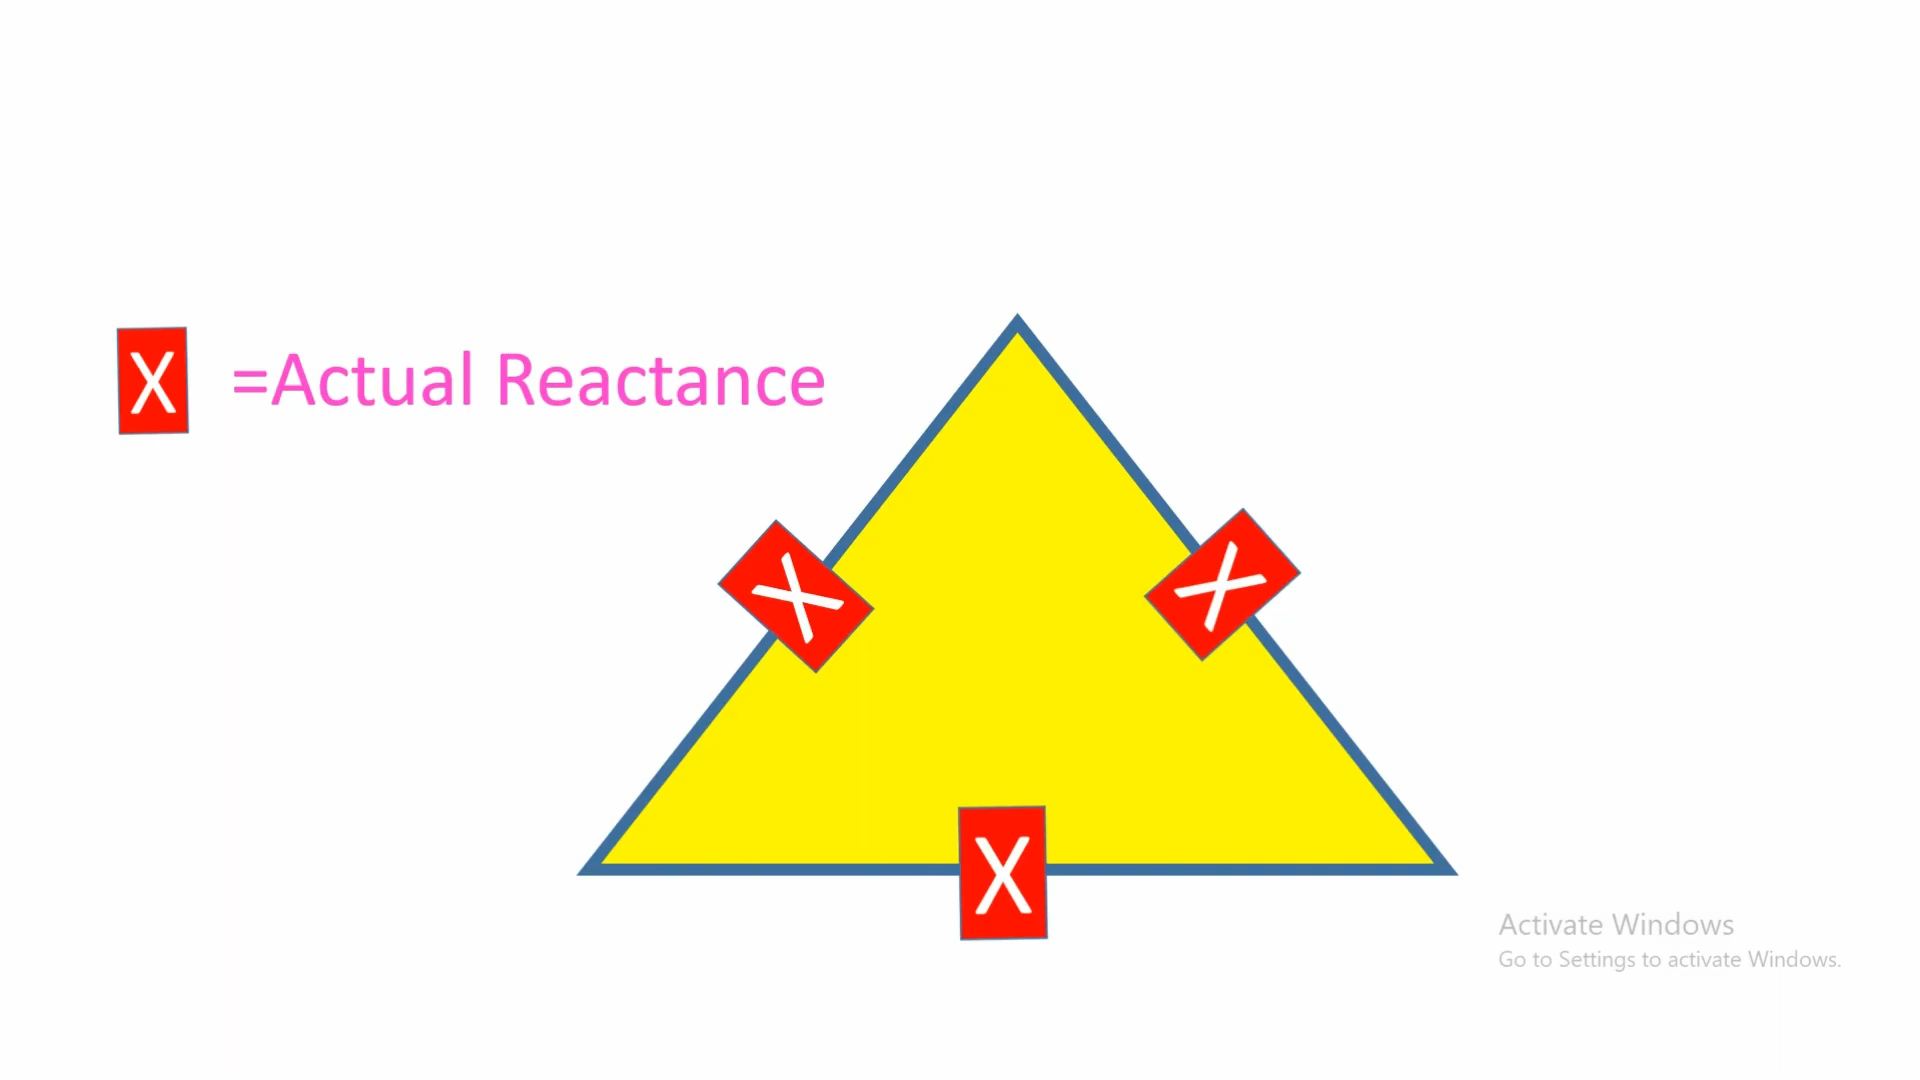 X =Actual Reactance
X
X
X
Activate Windows
Go to Settings to activate Windows.